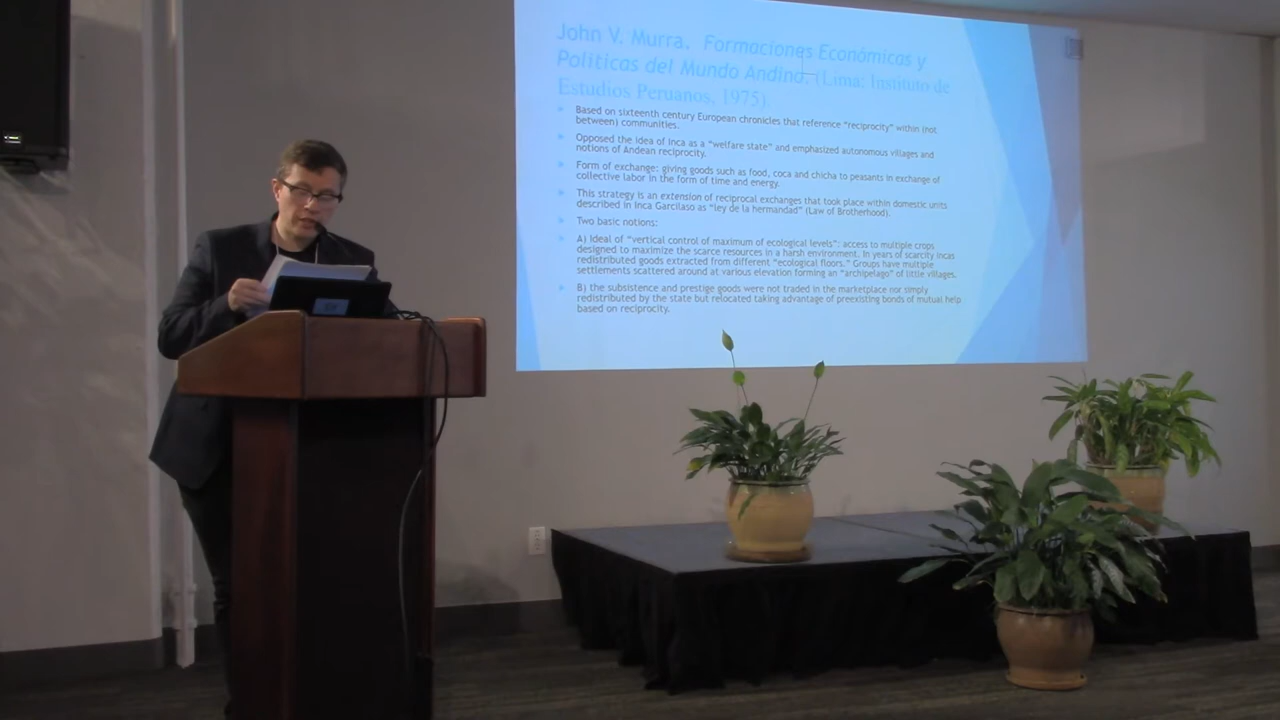 John V. Murra. Formaciones Económicas y
Políticas del Mundo Andino. (Lima: Instituto de
Estudios Peruanos, 1975).
Based on sixteenth century European chronicles that reference "reciprocity" within (not
between) communities.
Opposed the idea of Inca as a "welfare state" and emphasized autonomous villages and
notions of Andean reciprocity.
Form of exchange: giving goods such as food, coca and chicha to peasants in exchange of
collective labor in the form of time and energy.
This strategy is an extension of reciprocal exchanges that took place within domestic units
described in Inca Garcilaso as "ley de la hermandad" (Law of Brotherhood).
Two basic notions:
A) Ideal of "vertical control of maximum of ecological levels": access to multiple crops
designed to maximize the scarce resources in a harsh environment. In years of scarcity incas
redistributed goods extracted from different "ecological floors." Groups have multiple
settlements scattered around at various elevation forming an "archipelago" of little villages.
B) the subsistence and prestige goods were not traded in the marketplace nor simply
redistributed by the state but relocated taking advantage of preexisting bonds of mutual help
based on reciprocity.